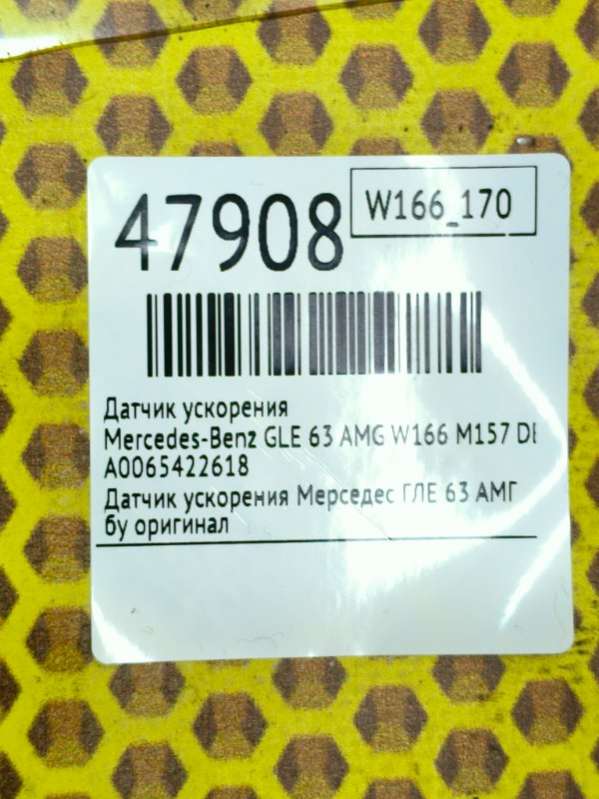 47908
W166_170
Датчик ускорения
Mercedes-Benz GLE 63 AMG W166 M157
A0065422618
Датчик ускорения Мерседес ГЛЕ 63 АМГ
бу оригинал